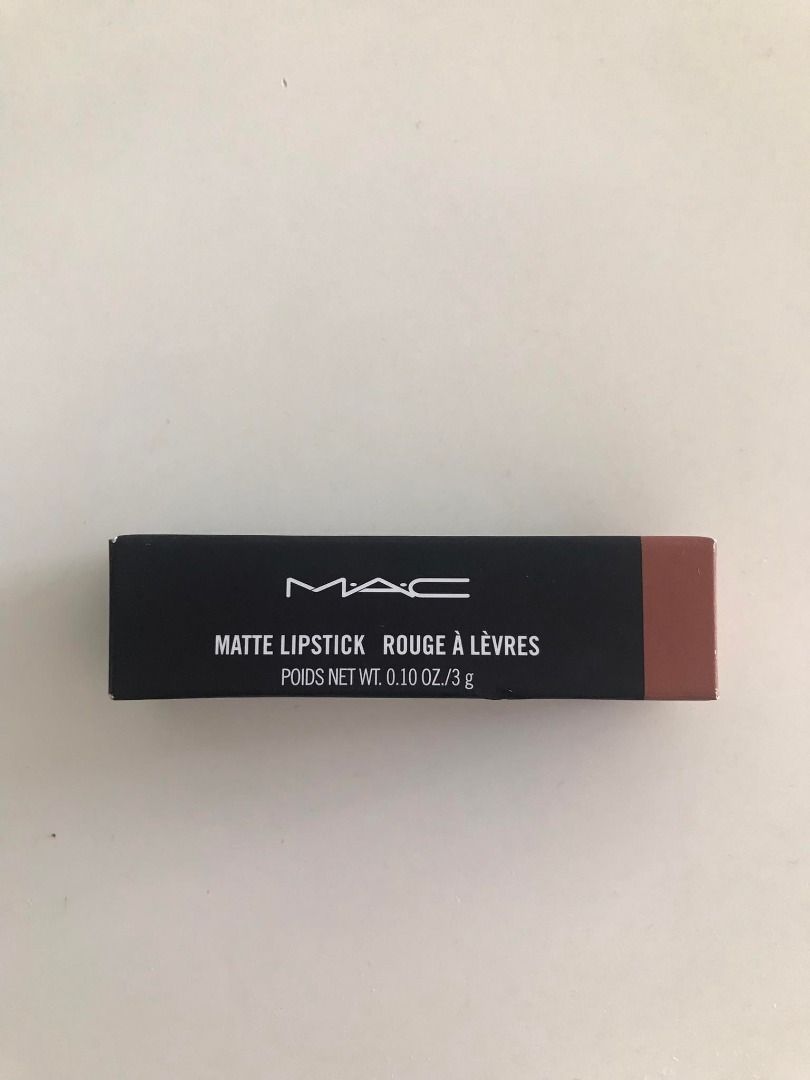 M·A·C
MATTE LIPSTICK ROUGE À LÈVRES
POIDS NET WT. 0.10 OZ./3 g